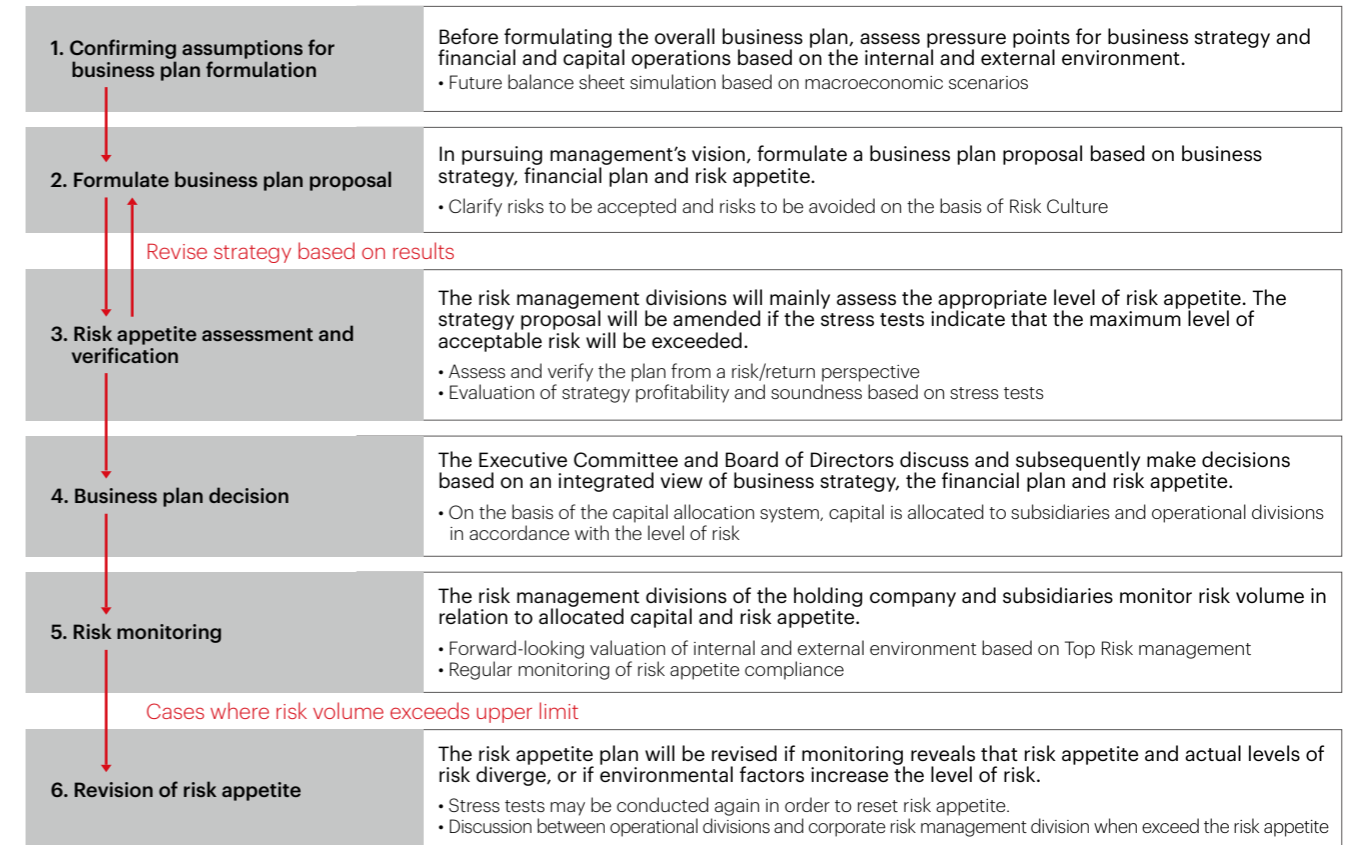 1. Confirming assumptions for
business plan formulation
Before formulating the overall business plan, assess pressure points for business strategy and
financial and capital operations based on the internal and external environment.
• Future balance sheet simulation based on macroeconomic scenarios
2. Formulate business plan proposal
In pursuing management's vision, formulate a business plan proposal based on business
strategy, financial plan and risk appetite.
• Clarify risks to be accepted and risks to be avoided on the basis of Risk Culture
Revise strategy based on results
3. Risk appetite assessment and
verification
The risk management divisions will mainly assess the appropriate level of risk appetite. The
strategy proposal will be amended if the stress tests indicate that the maximum level of
acceptable risk will be exceeded.
• Assess and verify the plan from a risk/return perspective
• Evaluation of strategy profitability and soundness based on stress tests
4. Business plan decision
The Executive Committee and Board of Directors discuss and subsequently make decisions
based on an integrated view of business strategy, the financial plan and risk appetite.
• On the basis of the capital allocation system, capital is allocated to subsidiaries and operational divisions
in accordance with the level of risk
5. Risk monitoring
The risk management divisions of the holding company and subsidiaries monitor risk volume in
relation to allocated capital and risk appetite.
• Forward-looking valuation of internal and external environment based on Top Risk management
• Regular monitoring of risk appetite compliance
Cases where risk volume exceeds upper limit
6. Revision of risk appetite
The risk appetite plan will be revised if monitoring reveals that risk appetite and actual levels of
risk diverge, or if environmental factors increase the level of risk.
• Stress tests may be conducted again in order to reset risk appetite.
• Discussion between operational divisions and corporate risk management division when exceed the risk appetite